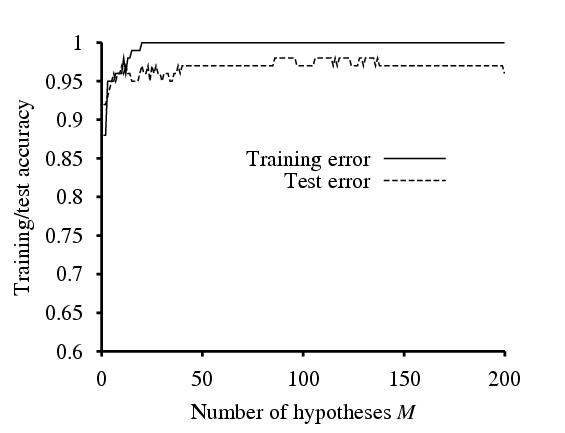 1
0.95
0.9
0.85
0.8
0.75
0.7
0.65
0.6
Training/test accuracy
Training error
Test error
0 50 100 150 200
Number of hypotheses M